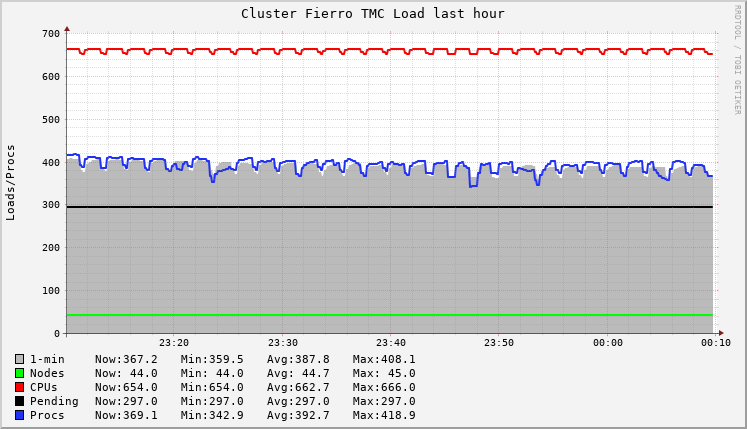 Cluster Fierro TMC Load last hour
RRDTOOL / TOBI OETIKER
Loads/Procs
700
600
500
400
300
200
100
0
23:20 23:30 23:40 23:50 00:00 00:10
1-min Now:367.2 Min:359.5 Avg:387.8 Max:408.1
Nodes Now: 44.0 Min: 44.0 Avg: 44.7 Max: 45.0
CPUs Now:654.0 Min:654.0 Avg:662.7 Max:666.0
Pending Now:297.0 Min:297.0 Avg:297.0 Max:297.0
Procs Now:369.1 Min:342.9 Avg:392.7 Max:418.9